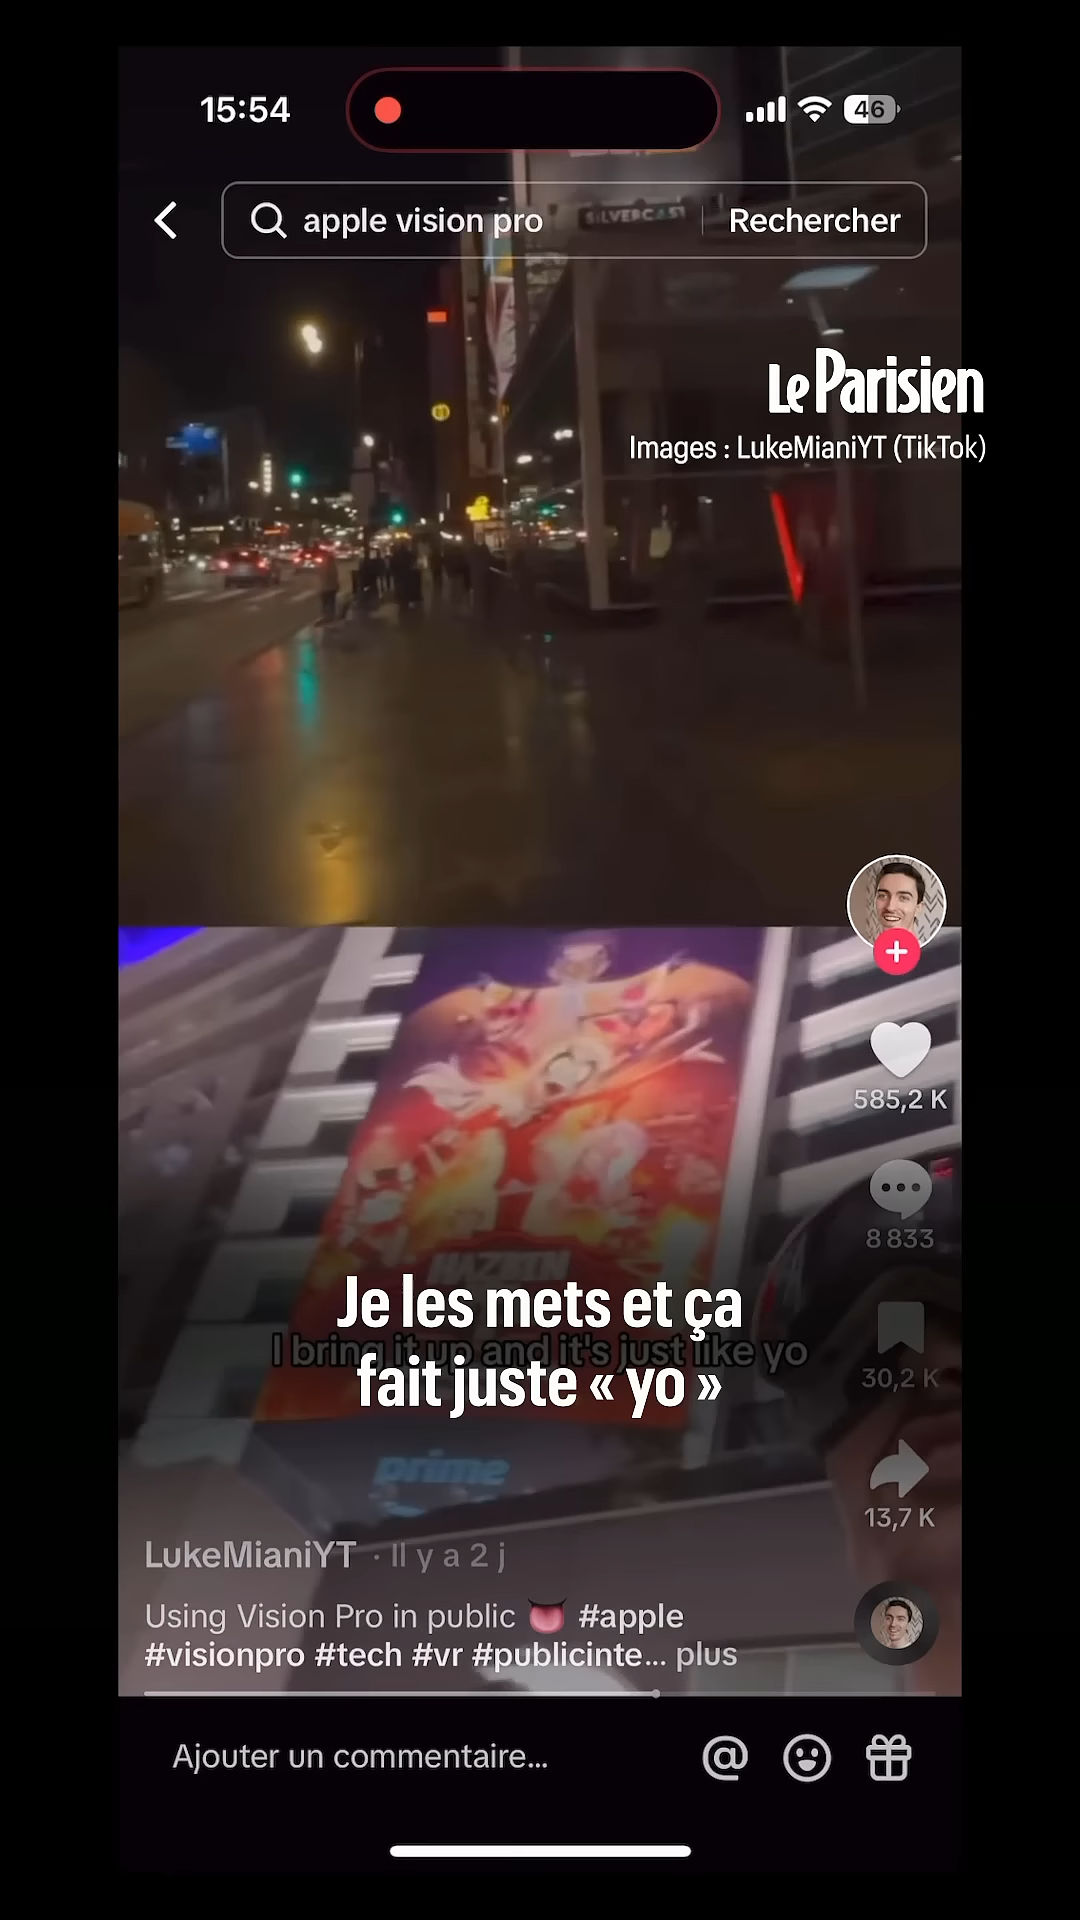 15:54
46
apple vision pro
SILVERCAST
Rechercher
Le Parisien
Images : LukeMianiYT (TikTok)
585,2 K
8 833
HAZBIN
Je les mets et ça
I bring it up and it's just like yo
fait juste « yo »
30,2 K
prime
13,7 K
LukeMianiYT · Il y a 2 j
Using Vision Pro in public 👅 #apple
#visionpro #tech #vr #publicinte... plus
Ajouter un commentaire...